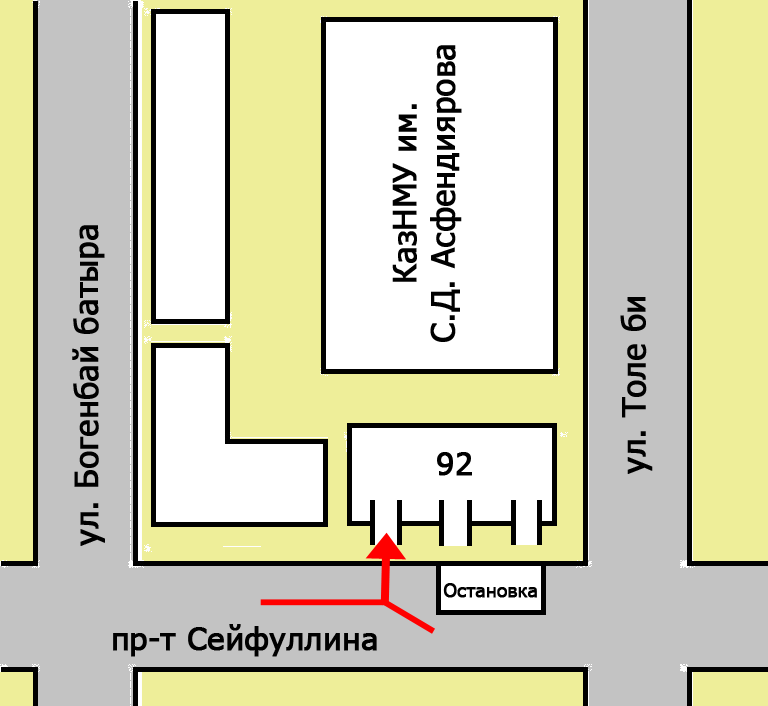 КазНМУ им.
С.Д. Асфендиярова
ул. Богенбай батыра
ул. Толе би
92
Остановка
пр-т Сейфуллина